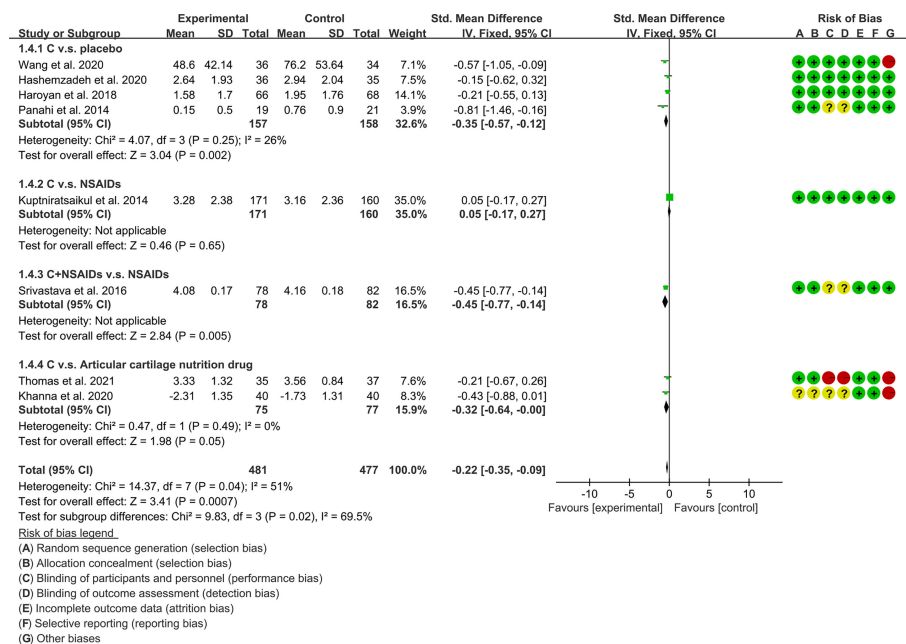 Experimental Control Std. Mean Difference Std. Mean Difference Risk of Bias
Study or Subgroup Mean SD Total Mean SD Total Weight IV, Fixed, 95% CI IV, Fixed, 95% CI A B C D E F G
1.4.1 C v.s. placebo
Wang et al. 2020 48.6 42.14 36 76.2 53.64 34 7.1% -0.57 [-1.05, -0.09] + + + + + + −
Hashemzadeh et al. 2020 2.64 1.93 36 2.94 2.04 35 7.5% -0.15 [-0.62, 0.32] + + + + + + +
Haroyan et al. 2018 1.58 1.7 66 1.95 1.76 68 14.1% -0.21 [-0.55, 0.13] + + + + + + +
Panahi et al. 2014 0.15 0.5 19 0.76 0.9 21 3.9% -0.81 [-1.46, -0.16] + + ? ? + + +
Subtotal (95% CI) 157 158 32.6% -0.35 [-0.57, -0.12]
Heterogeneity: Chi² = 4.07, df = 3 (P = 0.25); I² = 26%
Test for overall effect: Z = 3.04 (P = 0.002)
1.4.2 C v.s. NSAIDs
Kuptniratsaikul et al. 2014 3.28 2.38 171 3.16 2.36 160 35.0% 0.05 [-0.17, 0.27] + + + + + + +
Subtotal (95% CI) 171 160 35.0% 0.05 [-0.17, 0.27]
Heterogeneity: Not applicable
Test for overall effect: Z = 0.46 (P = 0.65)
1.4.3 C+NSAIDs v.s. NSAIDs
Srivastava et al. 2016 4.08 0.17 78 4.16 0.18 82 16.5% -0.45 [-0.77, -0.14] + + ? ? + + +
Subtotal (95% CI) 78 82 16.5% -0.45 [-0.77, -0.14]
Heterogeneity: Not applicable
Test for overall effect: Z = 2.84 (P = 0.005)
1.4.4 C v.s. Articular cartilage nutrition drug
Thomas et al. 2021 3.33 1.32 35 3.56 0.84 37 7.6% -0.21 [-0.67, 0.26] + + − − + + −
Khanna et al. 2020 -2.31 1.35 40 -1.73 1.31 40 8.3% -0.43 [-0.88, 0.01] ? ? ? ? + + −
Subtotal (95% CI) 75 77 15.9% -0.32 [-0.64, -0.00]
Heterogeneity: Chi² = 0.47, df = 1 (P = 0.49); I² = 0%
Test for overall effect: Z = 1.98 (P = 0.05)
Total (95% CI) 481 477 100.0% -0.22 [-0.35, -0.09]
Heterogeneity: Chi² = 14.37, df = 7 (P = 0.04); I² = 51%
Test for overall effect: Z = 3.41 (P = 0.0007)
Test for subgroup differences: Chi² = 9.83, df = 3 (P = 0.02), I² = 69.5%
-10 -5 0 5 10
Favours [experimental] Favours [control]
Risk of bias legend
(A) Random sequence generation (selection bias)
(B) Allocation concealment (selection bias)
(C) Blinding of participants and personnel (performance bias)
(D) Blinding of outcome assessment (detection bias)
(E) Incomplete outcome data (attrition bias)
(F) Selective reporting (reporting bias)
(G) Other biases